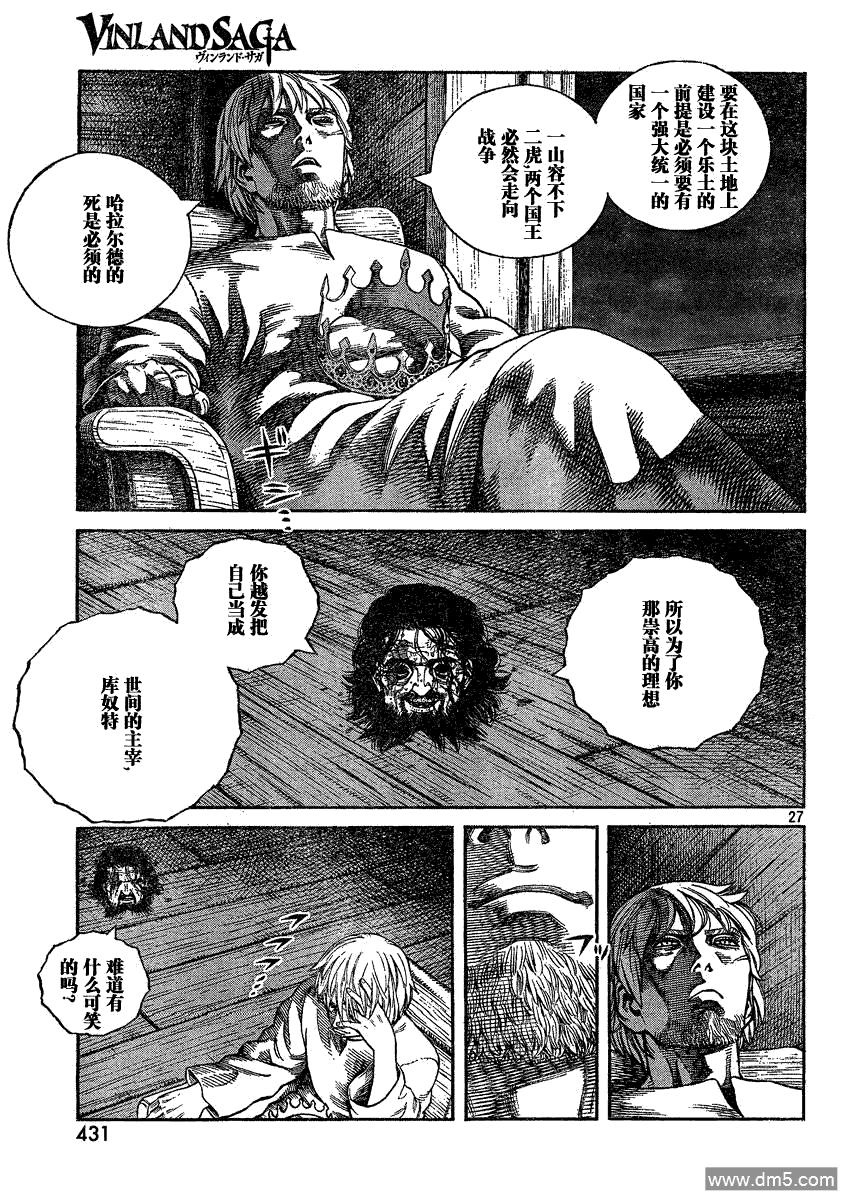 VINLAND SAGA
ヴィンランド・サガ
要在这块土地上
建设一个乐土的
前提是必须要有
一个强大统一的
国家
一山容不下
二虎,两个国王
必然会走向
战争
哈拉尔德的
死是必须的
ギシ…
所以为了你
那崇高的理想
你越发把
自己当成
世间的主宰,
库奴特
27
难道有
什么可笑
的吗?
431
www.dm5.com